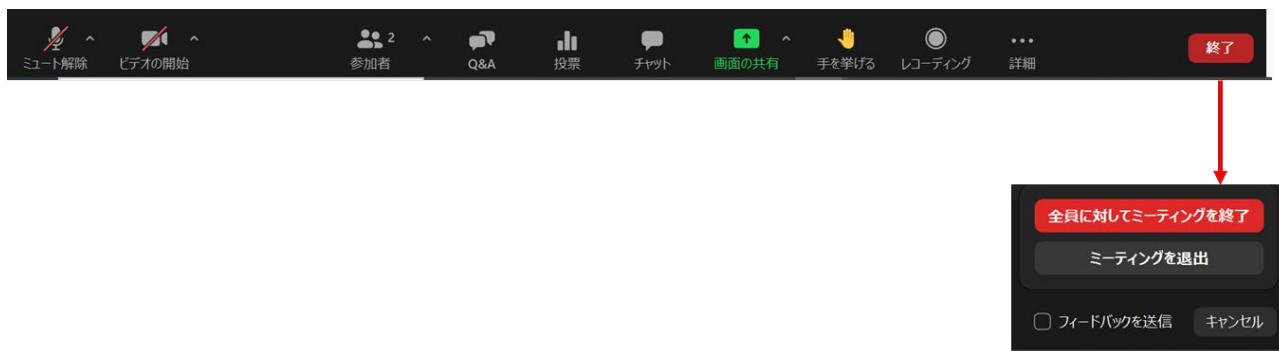 2
ミュート解除 ビデオの開始 参加者 Q&A 投票 チャット 画面の共有 手を挙げる レコーディング 詳細 終了
全員に対してミーティングを終了
ミーティングを退出
フィードバックを送信 キャンセル